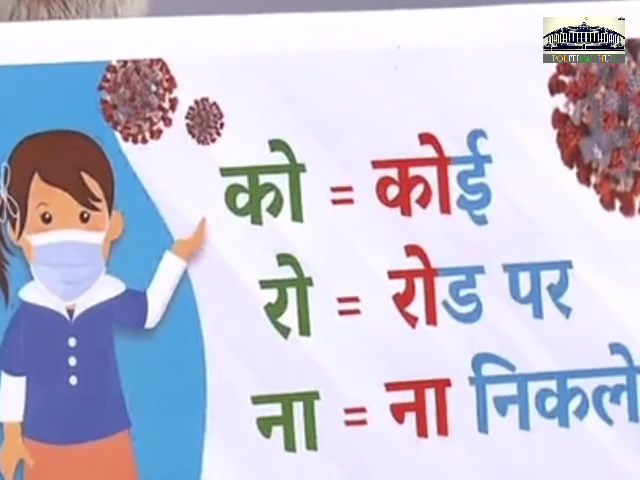 को = कोई
रो = रोड पर
ना = ना निकले